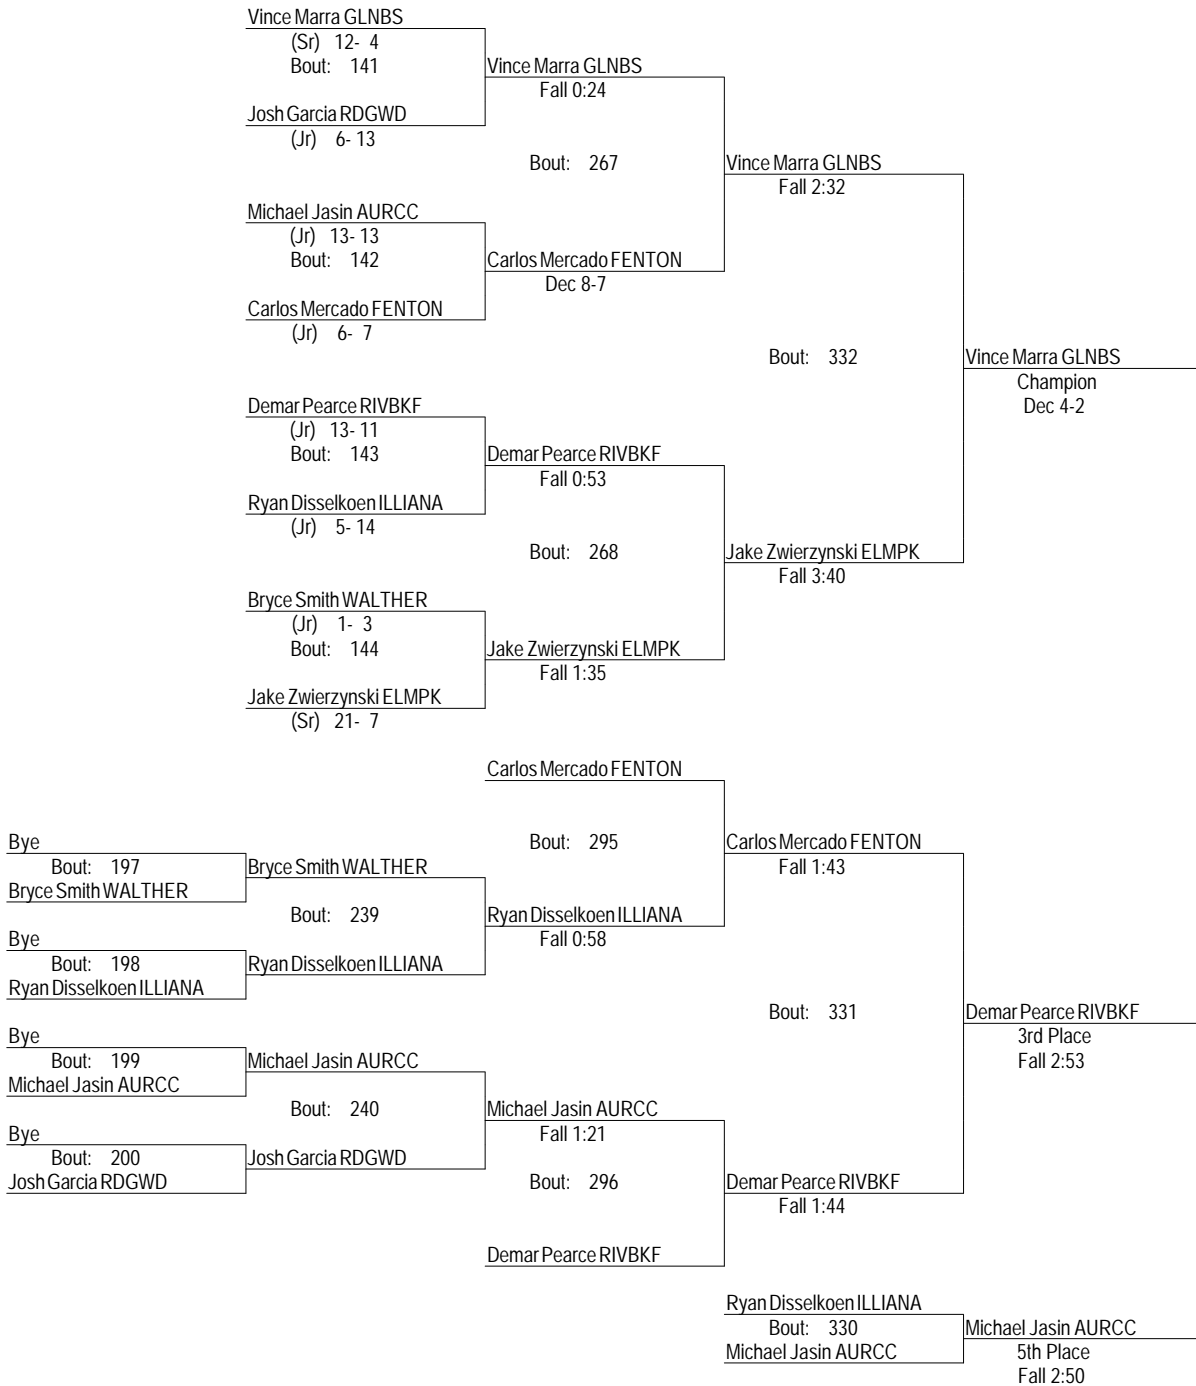 Vince Marra GLNBS
(Sr) 12- 4
Bout: 141
Vince Marra GLNBS
Fall 0:24
Josh Garcia RDGWD
(Jr) 6- 13
Bout: 267
Vince Marra GLNBS
Fall 2:32
Michael Jasin AURCC
(Jr) 13- 13
Bout: 142
Carlos Mercado FENTON
Dec 8-7
Carlos Mercado FENTON
(Jr) 6- 7
Bout: 332
Vince Marra GLNBS
Champion
Dec 4-2
Demar Pearce RIVBKF
(Jr) 13- 11
Bout: 143
Demar Pearce RIVBKF
Fall 0:53
Ryan Disselkoen ILLIANA
(Jr) 5- 14
Bout: 268
Jake Zwierzynski ELMPK
Fall 3:40
Bryce Smith WALTHER
(Jr) 1- 3
Bout: 144
Jake Zwierzynski ELMPK
Fall 1:35
Jake Zwierzynski ELMPK
(Sr) 21- 7
Carlos Mercado FENTON
Bout: 295
Carlos Mercado FENTON
Fall 1:43
Bye
Bout: 197
Bryce Smith WALTHER
Bryce Smith WALTHER
Bout: 239
Ryan Disselkoen ILLIANA
Fall 0:58
Bye
Bout: 198
Ryan Disselkoen ILLIANA
Ryan Disselkoen ILLIANA
Bout: 331
Demar Pearce RIVBKF
3rd Place
Fall 2:53
Bye
Bout: 199
Michael Jasin AURCC
Michael Jasin AURCC
Bout: 240
Michael Jasin AURCC
Fall 1:21
Bye
Bout: 200
Josh Garcia RDGWD
Josh Garcia RDGWD
Bout: 296
Demar Pearce RIVBKF
Fall 1:44
Demar Pearce RIVBKF
Ryan Disselkoen ILLIANA
Bout: 330
Michael Jasin AURCC
Michael Jasin AURCC
5th Place
Fall 2:50